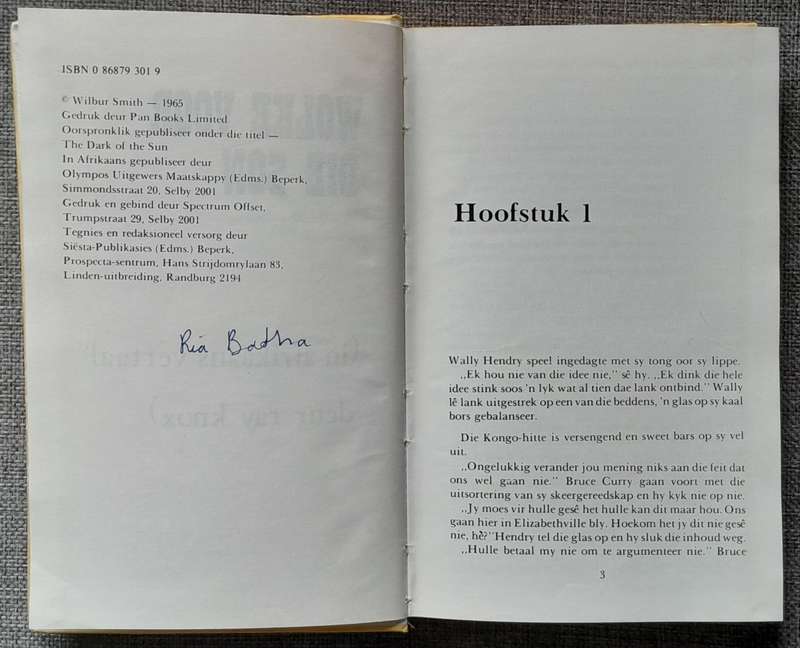 ISBN 0 86879 301 9
© Wilbur Smith — 1965
Gedruk deur Pan Books Limited
Oorspronklik gepubliseer onder die titel —
The Dark of the Sun
In Afrikaans gepubliseer deur
Olympos Uitgewers Maatskappy (Edms.) Beperk,
Simmondsstraat 20, Selby 2001
Gedruk en gebind deur Spectrum Offset,
Trumpstraat 29, Selby 2001
Tegnies en redaksioneel versorg deur
Siësta-Publikasies (Edms.) Beperk,
Prospecta-sentrum, Hans Strijdomrylaan 83,
Linden-uitbreiding, Randburg 2194
Ria Badha
Hoofstuk 1
Wally Hendry speel ingedagte met sy tong oor sy lippe.
„Ek hou nie van die idee nie,” sê hy. „Ek dink die hele
idee stink soos 'n lyk wat al tien dae lank ontbind.” Wally
lê lank uitgestrek op een van die beddens, 'n glas op sy kaal
bors gebalanseer.
Die Kongo-hitte is versengend en sweet bars op sy vel
uit.
„Ongelukkig verander jou mening niks aan die feit dat
ons wel gaan nie.” Bruce Curry gaan voort met die
uitsortering van sy skeergereedskap en hy kyk nie op nie.
„Jy moes vir hulle gesê het hulle kan dit maar hou. Ons
gaan hier in Elizabethville bly. Hoekom het jy dit nie gesê
nie, hè?”Hendry tel die glas op en hy sluk die inhoud weg.
„Hulle betaal my nie om te argumenteer nie.” Bruce
3